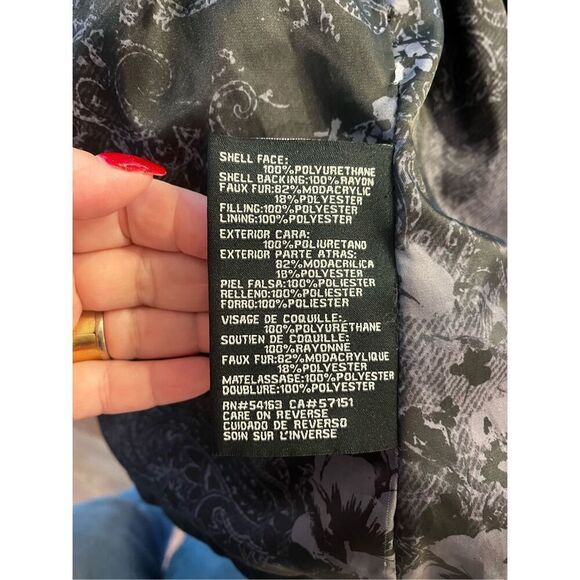 SHELL FACE:
100%POLYURETHANE
SHELL BACKING:100%RAYON
FAUX FUR:82%MODACRYLIC
18%POLYESTER
FILLING:100%POLYESTER
LINING:100%POLYESTER
EXTERIOR CARA:
100%POLIURETANO
EXTERIOR PARTE ATRAS:
82%MODACRILICA
18%POLYESTER
PIEL FALSA:100%POLIESTER
RELLENO:100%POLIESTER
FORRO:100%POLIESTER
VISAGE DE COQUILLE:
100%POLYURÉTHANE
SOUTIEN DE COQUILLE:
100%RAYONNE
FAUX FUR:82%MODACRYLIQUE
18%POLYESTER
MATELASSAGE:100%POLYESTER
DOUBLURE:100%POLYESTER
RN#54163 CA#57151
CARE ON REVERSE
CUIDADO DE REVERSO
SOIN SUR L'INVERSE